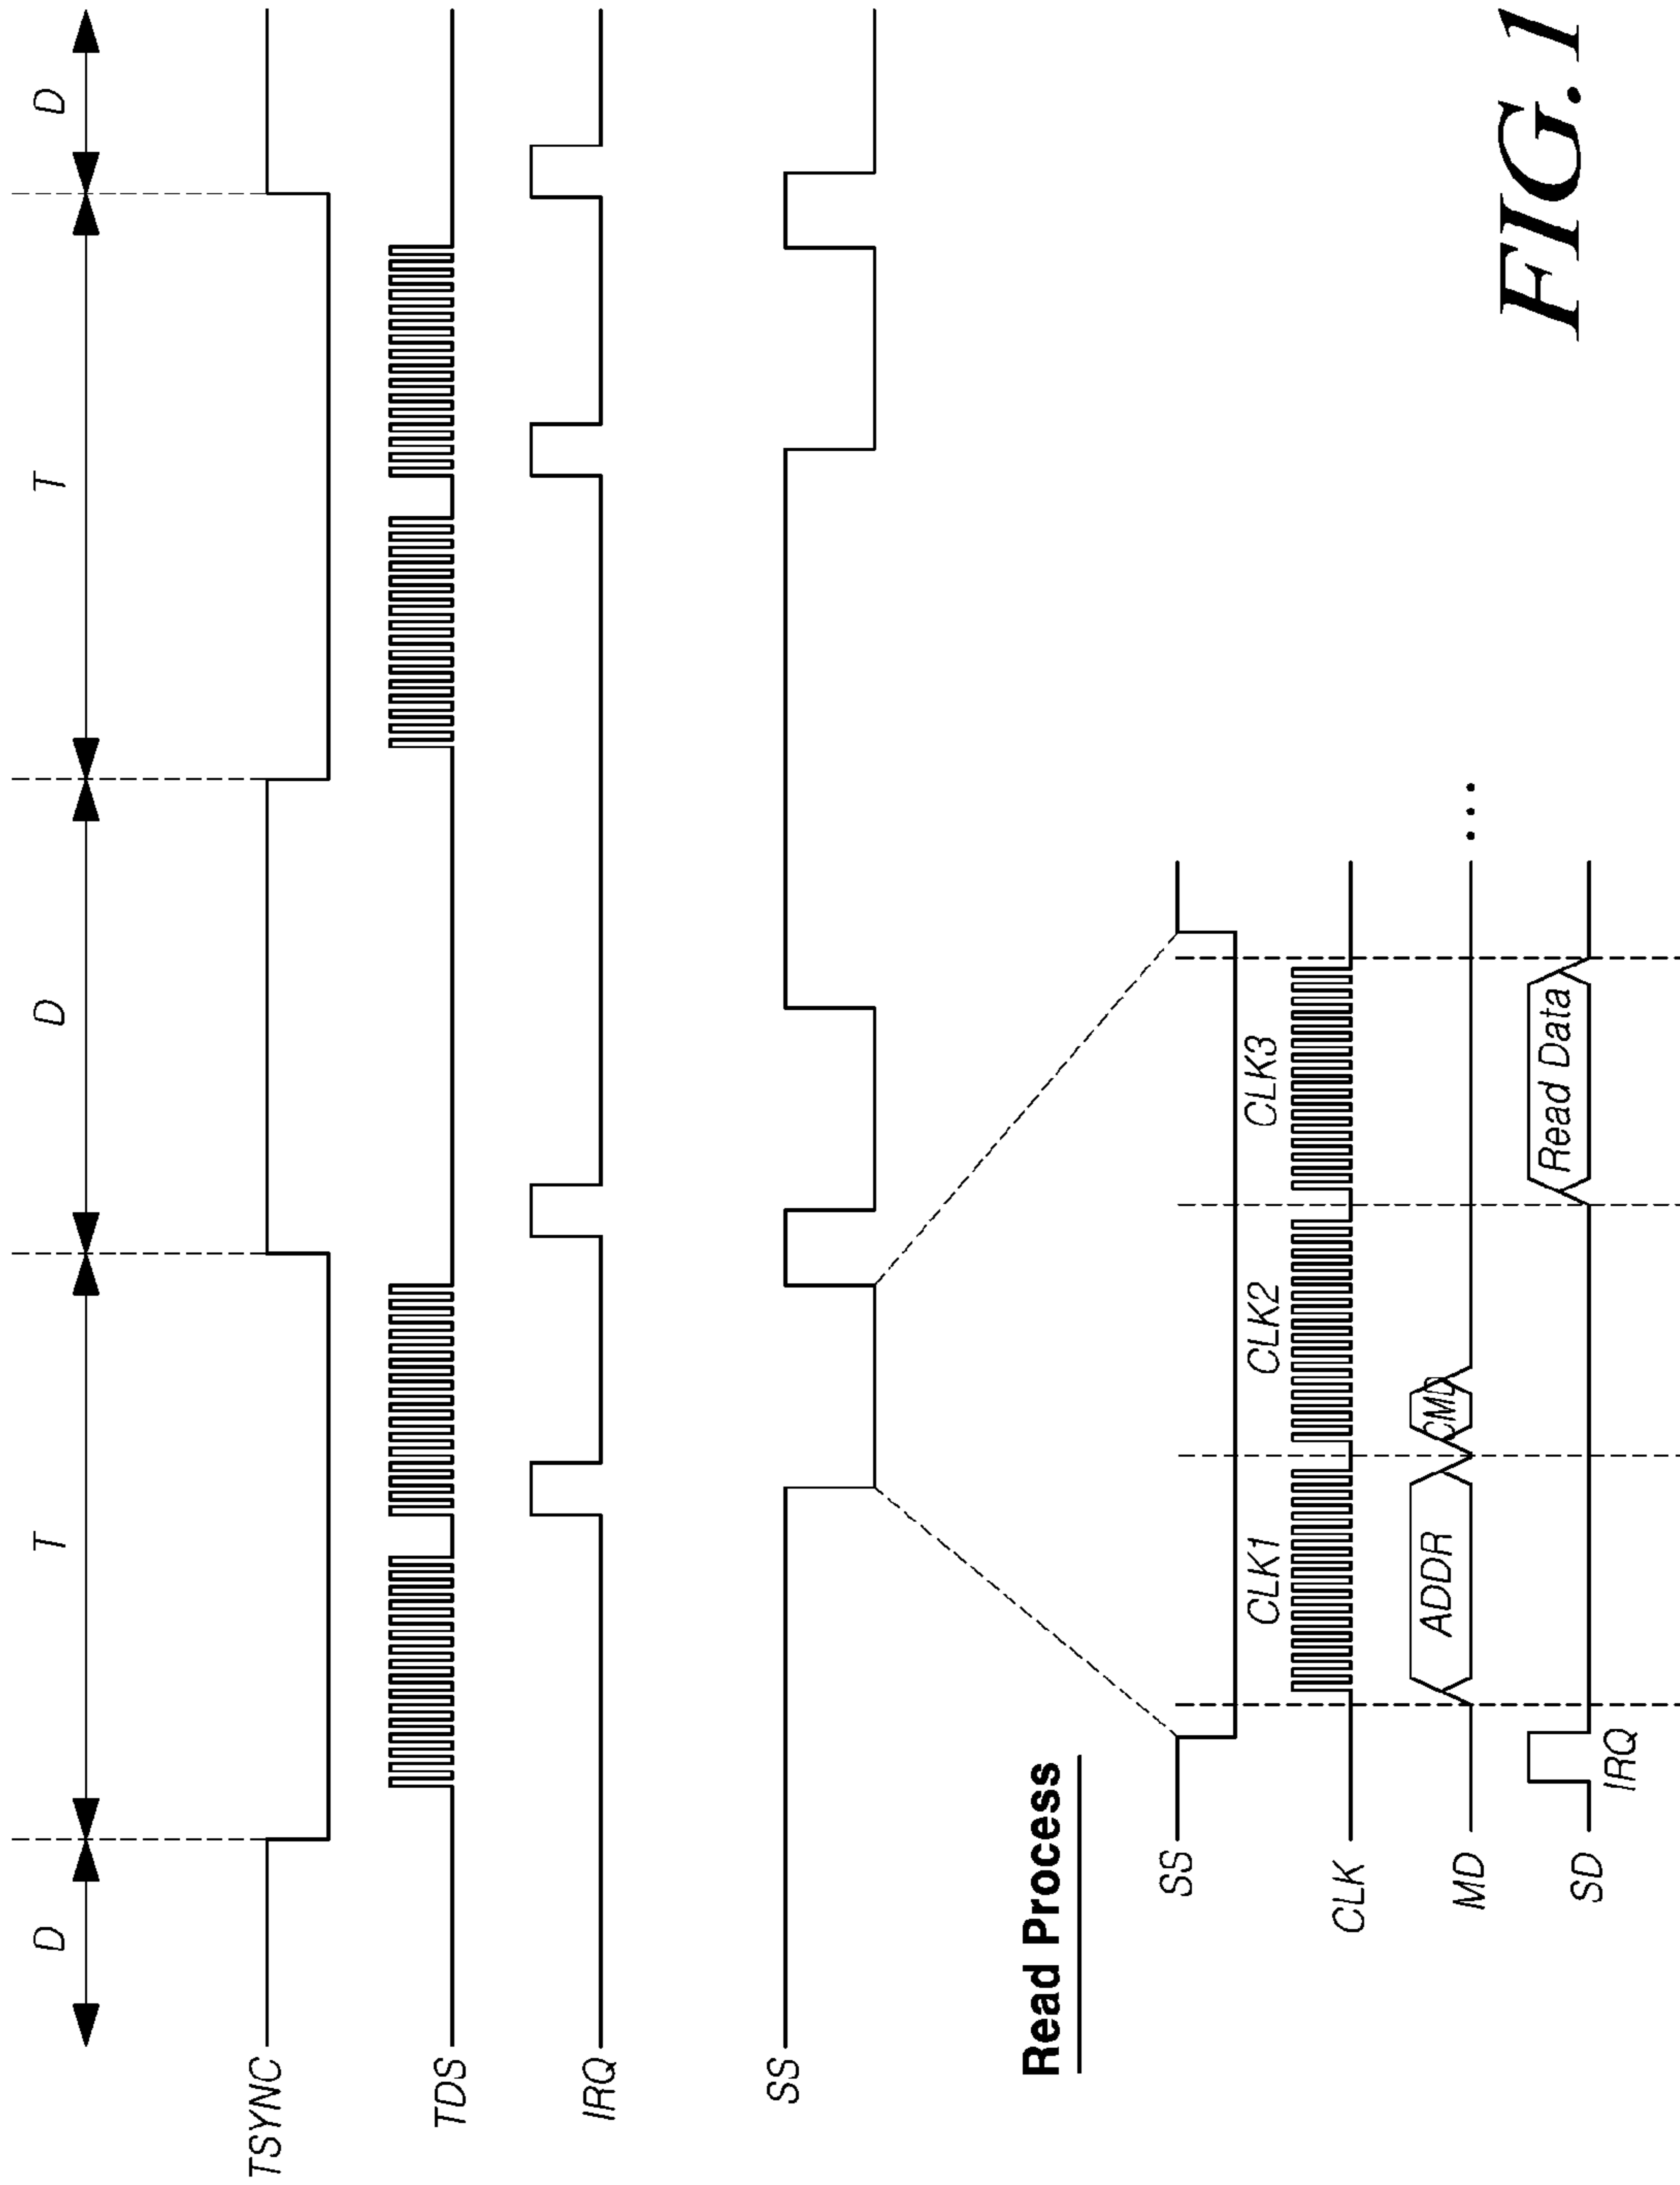 D T D T D
TSYNC
TDS
IRQ
SS
Read Process
SS
CLK1 CLK2 CLK3
CLK
ADDR CMD
MD
Read Data
SD
IRQ
FIG. 1